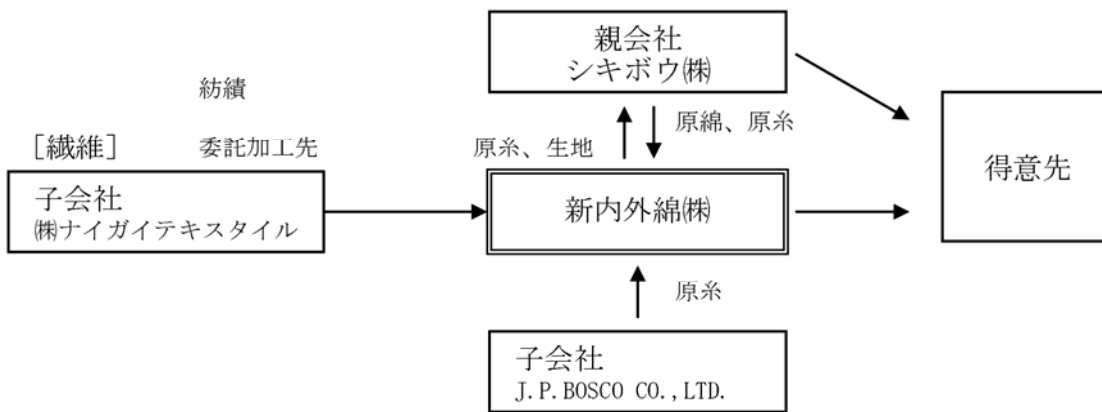 親会社
シキボウ㈱
紡績
[繊維]
委託加工先
原糸、生地
原綿、原糸
子会社
㈱ナイガイテキスタイル
新内外綿㈱
得意先
原糸
子会社
J.P.BOSCO CO.,LTD.